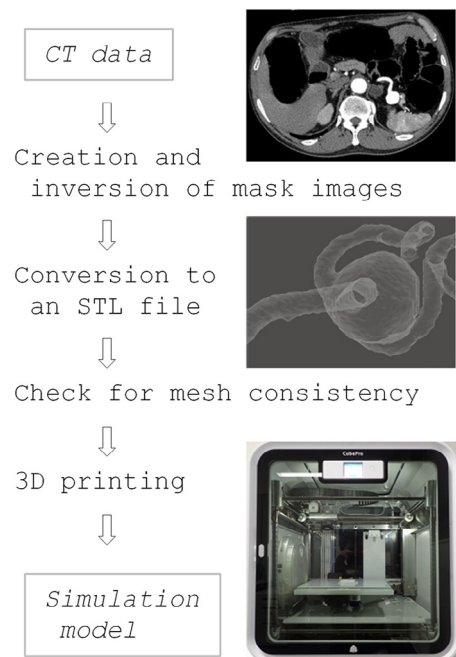 CT data
Creation and
inversion of mask images
Conversion to
an STL file
Check for mesh consistency
3D printing
CubePro
Simulation
model